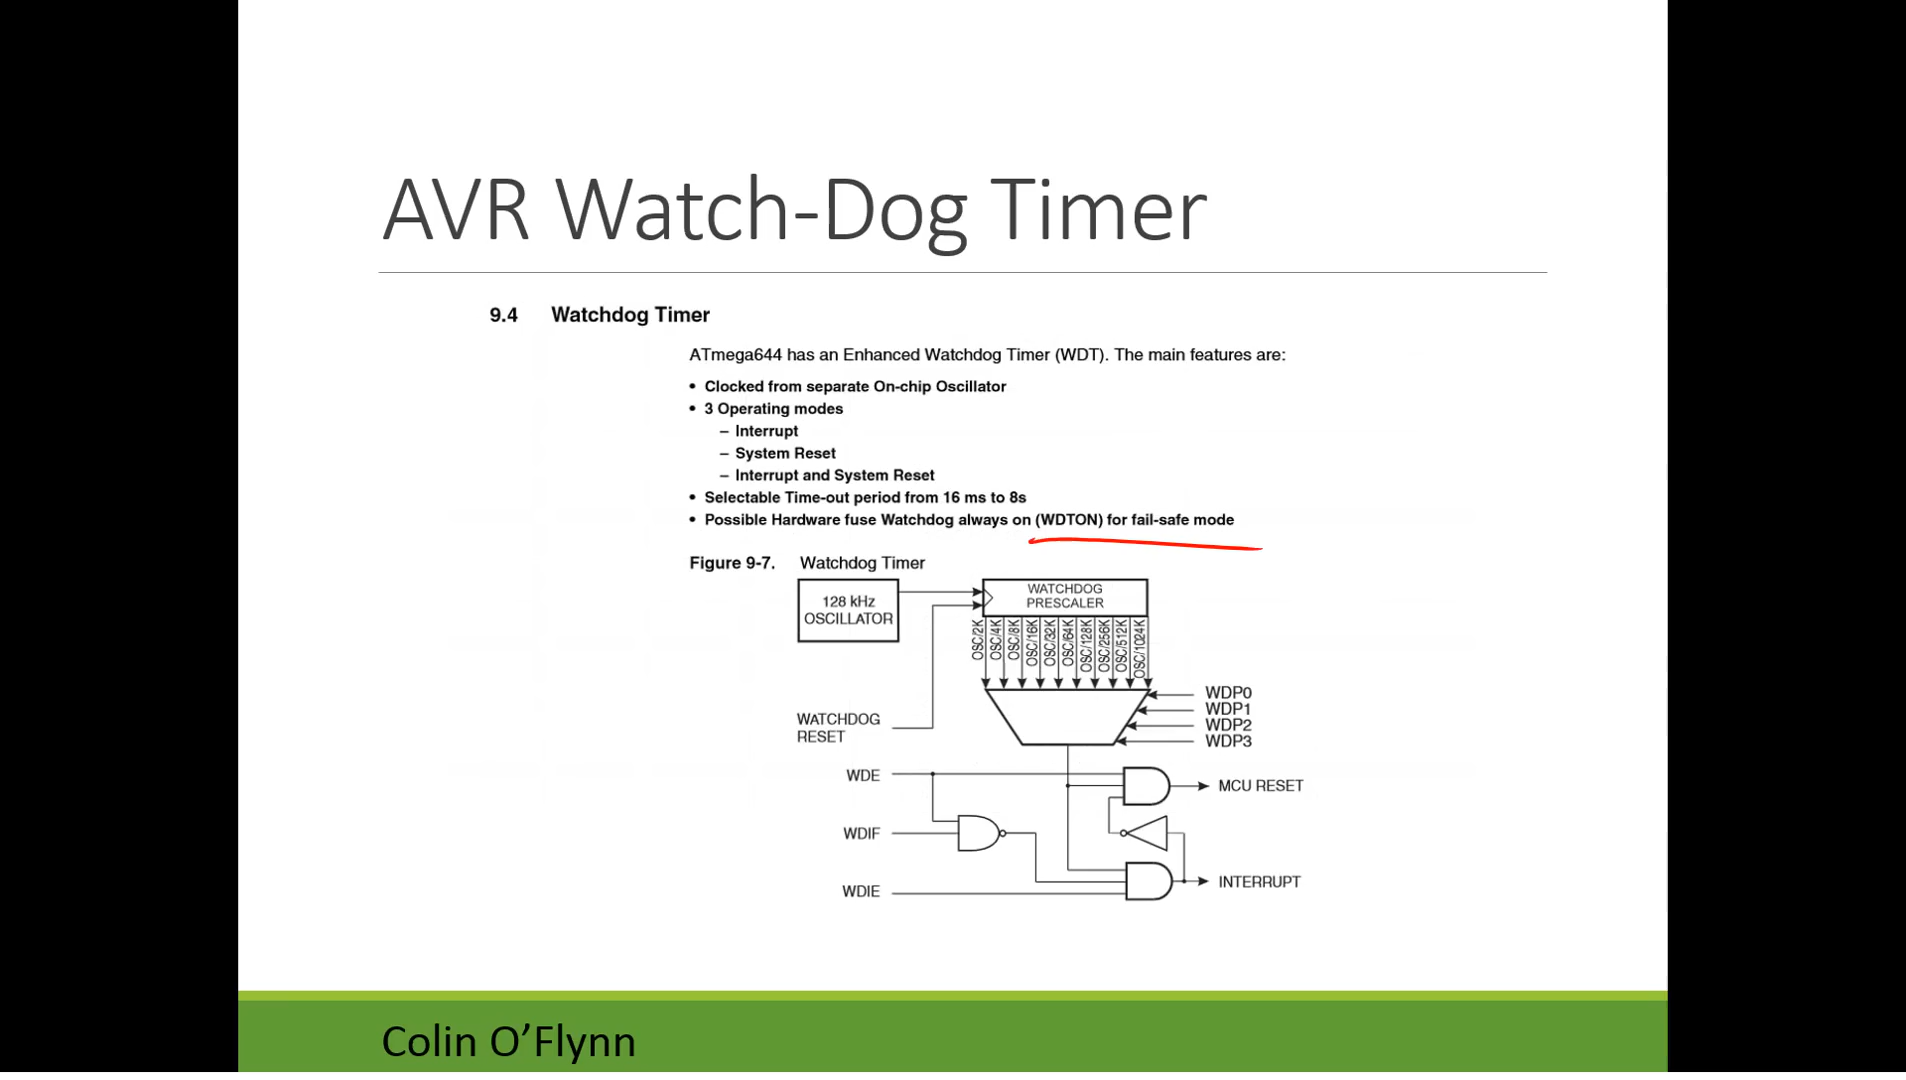 AVR Watch-Dog Timer
9.4 Watchdog Timer
ATmega644 has an Enhanced Watchdog Timer (WDT). The main features are:
• Clocked from separate On-chip Oscillator
• 3 Operating modes
– Interrupt
– System Reset
– Interrupt and System Reset
• Selectable Time-out period from 16 ms to 8s
• Possible Hardware fuse Watchdog always on (WDTON) for fail-safe mode
Figure 9-7. Watchdog Timer
128 kHz
OSCILLATOR
WATCHDOG
PRESCALER
OSC/2K
OSC/4K
OSC/8K
OSC/16K
OSC/32K
OSC/64K
OSC/128K
OSC/256K
OSC/512K
OSC/1024K
WDP0
WDP1
WDP2
WDP3
WATCHDOG
RESET
WDE
MCU RESET
WDIF
WDIE
INTERRUPT
Colin O’Flynn